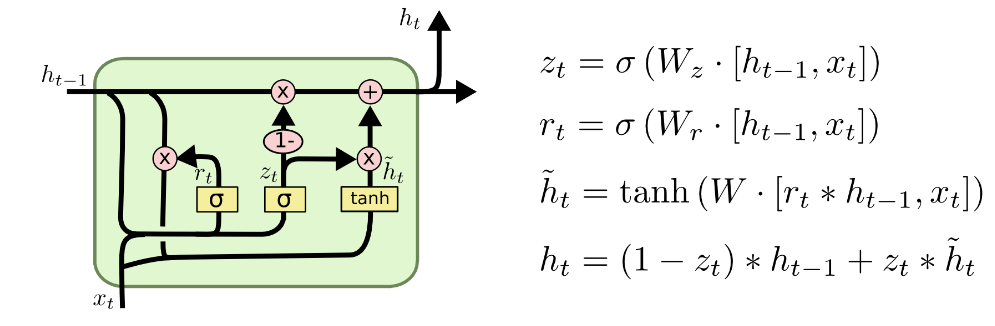 h_t
h_{t−1}
x
+
1-
x
x
r_t
z_t
h̃_t
σ
σ
tanh
x_t
z_t = σ (W_z · [h_{t−1}, x_t])
r_t = σ (W_r · [h_{t−1}, x_t])
h̃_t = tanh (W · [r_t * h_{t−1}, x_t])
h_t = (1 − z_t) * h_{t−1} + z_t * h̃_t